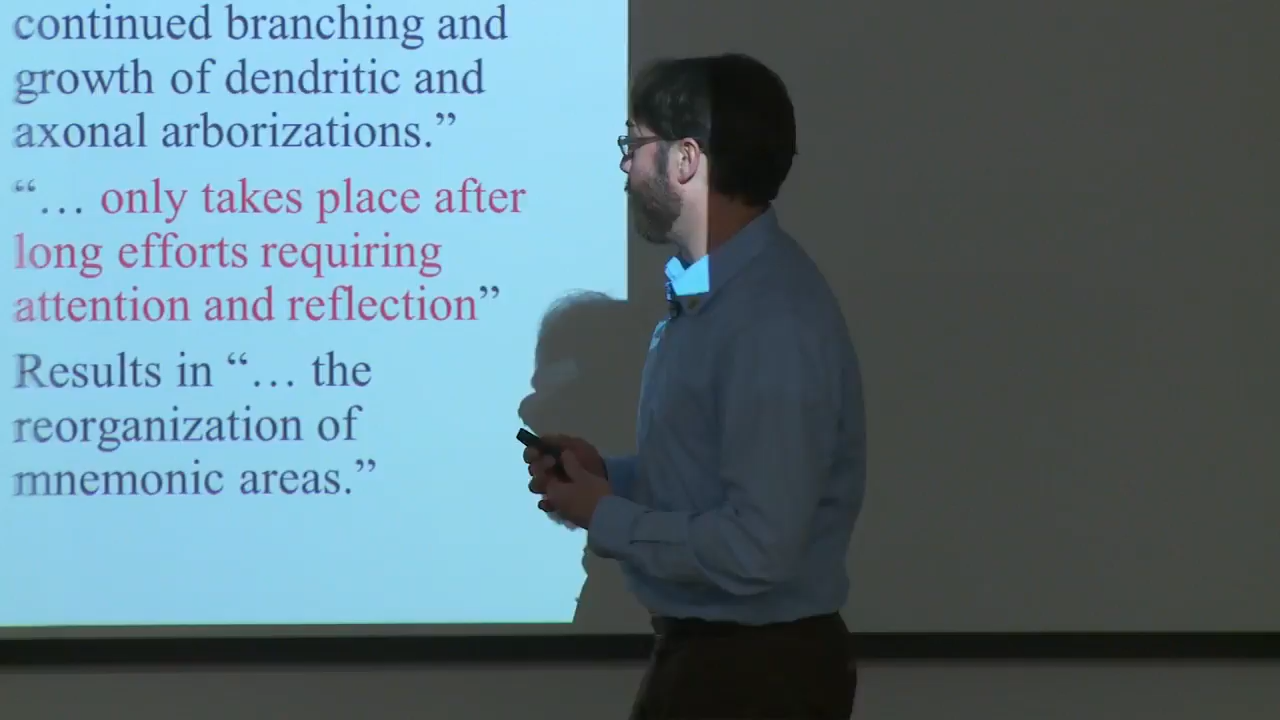 continued branching and
growth of dendritic and
axonal arborizations.”
“… only takes place after
long efforts requiring
attention and reflection”
Results in “… the
reorganization of
mnemonic areas.”